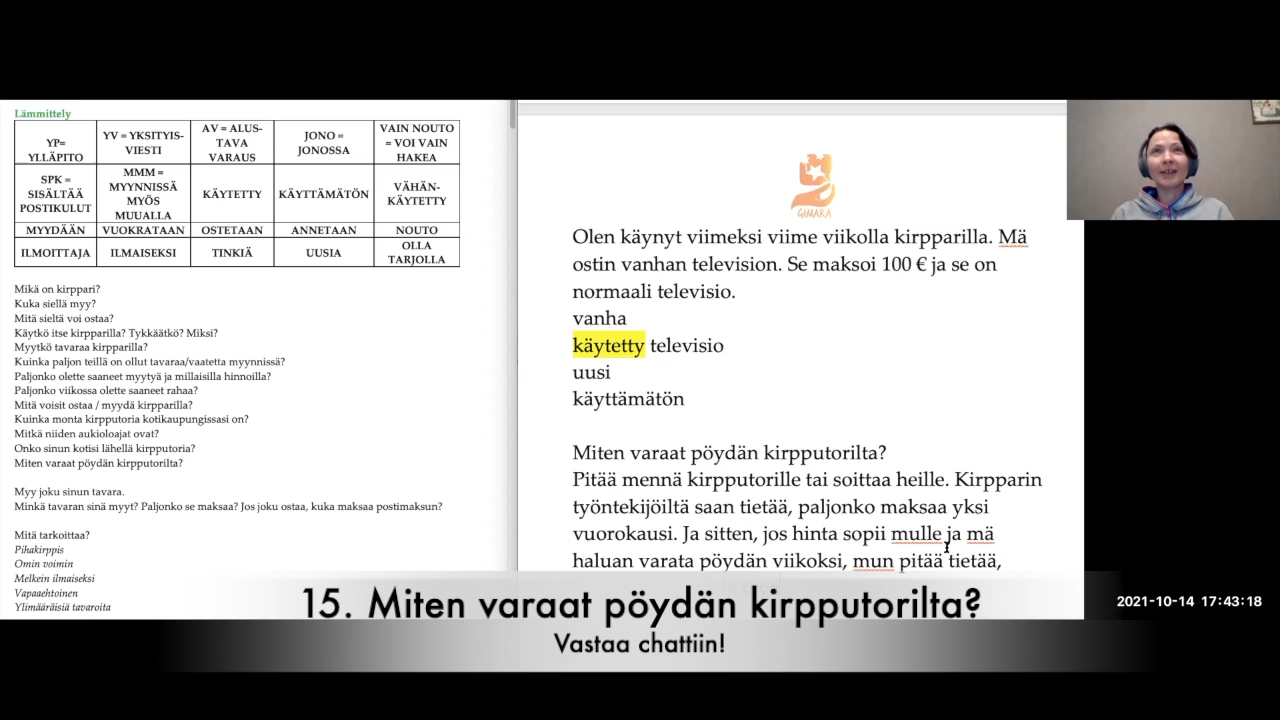 Lämmittely
YP= YLLÄPITO
YV = YKSITYIS-VIESTI
AV = ALUS-TAVA VARAUS
JONO = JONOSSA
VAIN NOUTO = VOI VAIN HAKEA
SPK = SISÄLTÄÄ POSTIKULUT
MMM = MYYNNISSÄ MYÖS MUUALLA
KÄYTETTY
KÄYTTÄMÄTÖN
VÄHÄN-KÄYTETTY
MYYDÄÄN
VUOKRATAAN
OSTETAAN
ANNETAAN
NOUTO
ILMOITTAJA
ILMAISEKSI
TINKIÄ
UUSIA
OLLA TARJOLLA
Mikä on kirppari?
Kuka siellä myy?
Mitä sieltä voi ostaa?
Käytkö itse kirpparilla? Tykkäätkö? Miksi?
Myytkö tavaraa kirpparilla?
Kuinka paljon teillä on ollut tavaraa/vaatetta myynnissä?
Paljonko olette saaneet myytyä ja millaisilla hinnoilla?
Paljonko viikossa olette saaneet rahaa?
Mitä voisit ostaa / myydä kirpparilla?
Kuinka monta kirpputoria kotikaupungissasi on?
Mitkä niiden aukioloajat ovat?
Onko sinun kotisi lähellä kirpputoria?
Miten varaat pöydän kirpputorilta?
Myy joku sinun tavara.
Minkä tavaran sinä myyt? Paljonko se maksaa? Jos joku ostaa, kuka maksaa postimaksun?
Mitä tarkoittaa?
Pihakirppis
Omin voimin
Melkein ilmaiseksi
Vapaaehtoinen
Ylimääräisiä tavaroita
GIMARA
Olen käynyt viimeksi viime viikolla kirpparilla. Mä
ostin vanhan television. Se maksoi 100 € ja se on
normaali televisio.
vanha
käytetty televisio
uusi
käyttämätön
Miten varaat pöydän kirpputorilta?
Pitää mennä kirpputorille tai soittaa heille. Kirpparin
työntekijöiltä saan tietää, paljonko maksaa yksi
vuorokausi. Ja sitten, jos hinta sopii mulle ja mä
haluan varata pöydän viikoksi, mun pitää tietää,
15. Miten varaat pöydän kirpputorilta?
Vastaa chattiin!
2021-10-14 17:43:18